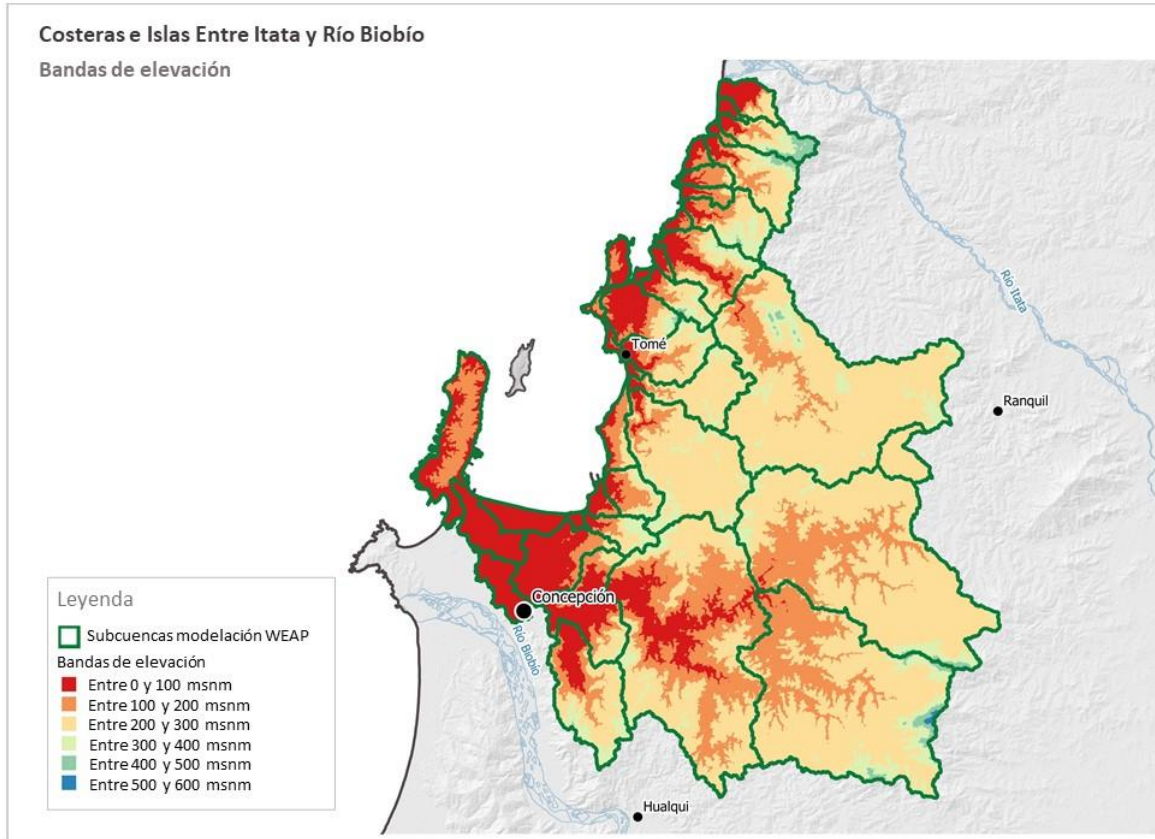 Costeras e Islas Entre Itata y Río Biobío
Bandas de elevación
Río Itata
Tomé
Ranquil
Concepción
Río Biobío
Hualqui
Leyenda
Subcuencas modelación WEAP
Bandas de elevación
Entre 0 y 100 msnm
Entre 100 y 200 msnm
Entre 200 y 300 msnm
Entre 300 y 400 msnm
Entre 400 y 500 msnm
Entre 500 y 600 msnm